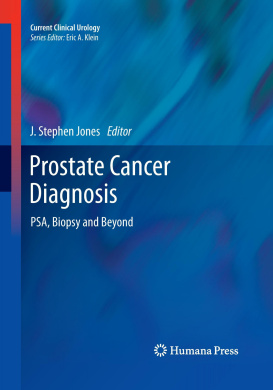 Current Clinical Urology
Series Editor: Eric A. Klein
J. Stephen Jones Editor
Prostate Cancer
Diagnosis
PSA, Biopsy and Beyond
Humana Press